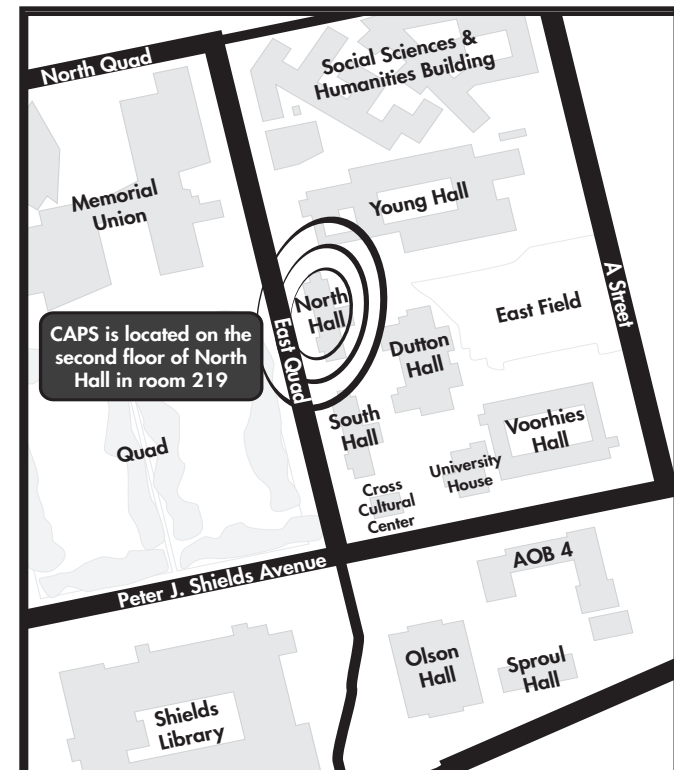 North Quad
Social Sciences &
Humanities Building
Memorial
Union
Young Hall
North
Hall
East Field
A Street
CAPS is located on the
second floor of North
Hall in room 219
East Quad
Dutton
Hall
South
Hall
Voorhies
Hall
Quad
University
House
Cross
Cultural
Center
Peter J. Shields Avenue
AOB 4
Olson
Hall
Sproul
Hall
Shields
Library